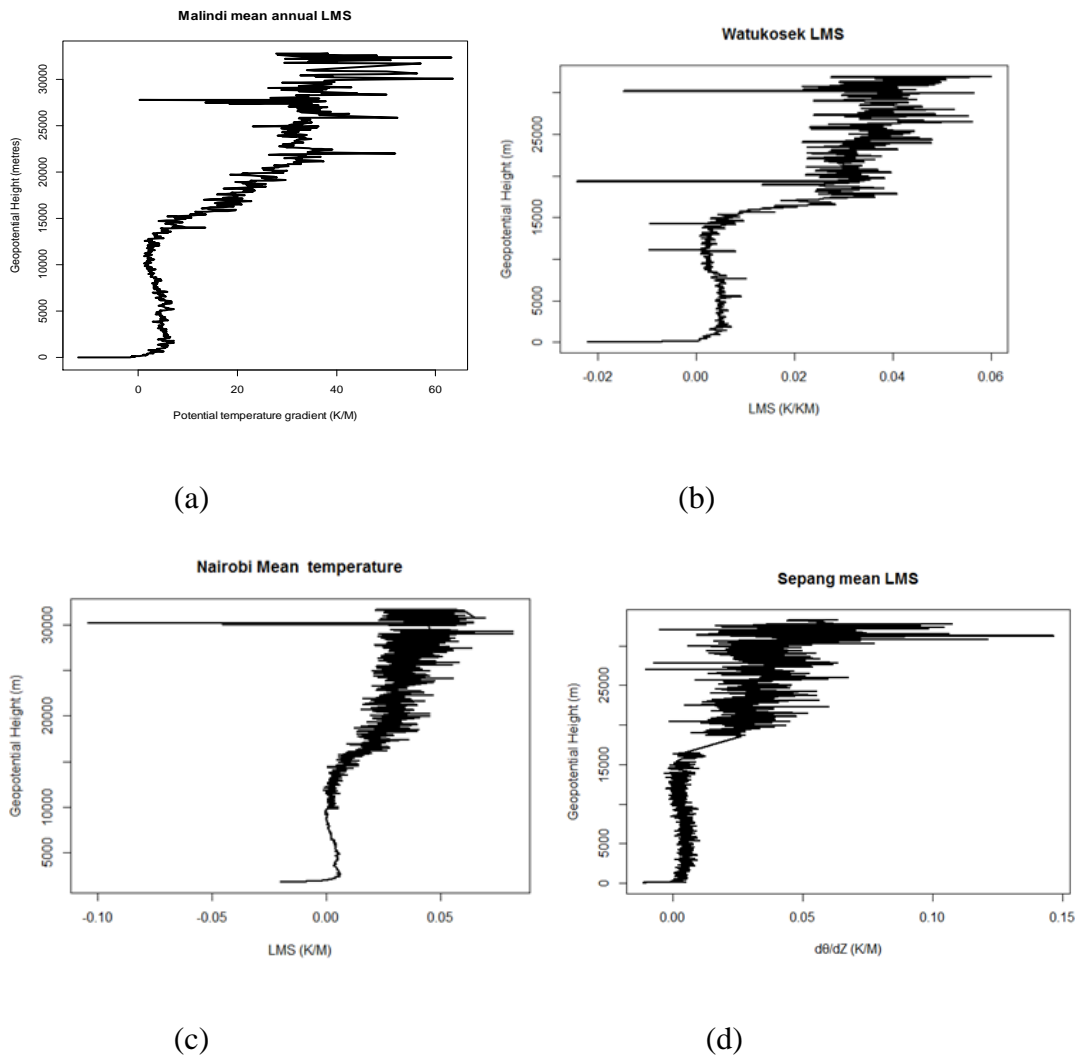 Malindi mean annual LMS
Geopotential Height (metres)
30000
25000
20000
15000
10000
5000
0
0 20 40 60
Potential temperature gradient (K/M)
(a)
Watukosek LMS
Geopotential Height (m)
25000
15000
5000
0
-0.02 0.00 0.02 0.04 0.06
LMS (K/KM)
(b)
Nairobi Mean temperature
Geopotential Height (m)
30000
20000
10000
5000
-0.10 -0.05 0.00 0.05
LMS (K/M)
(c)
Sepang mean LMS
Geopotential Height (m)
25000
15000
5000
0
0.00 0.05 0.10 0.15
dθ/dZ (K/M)
(d)